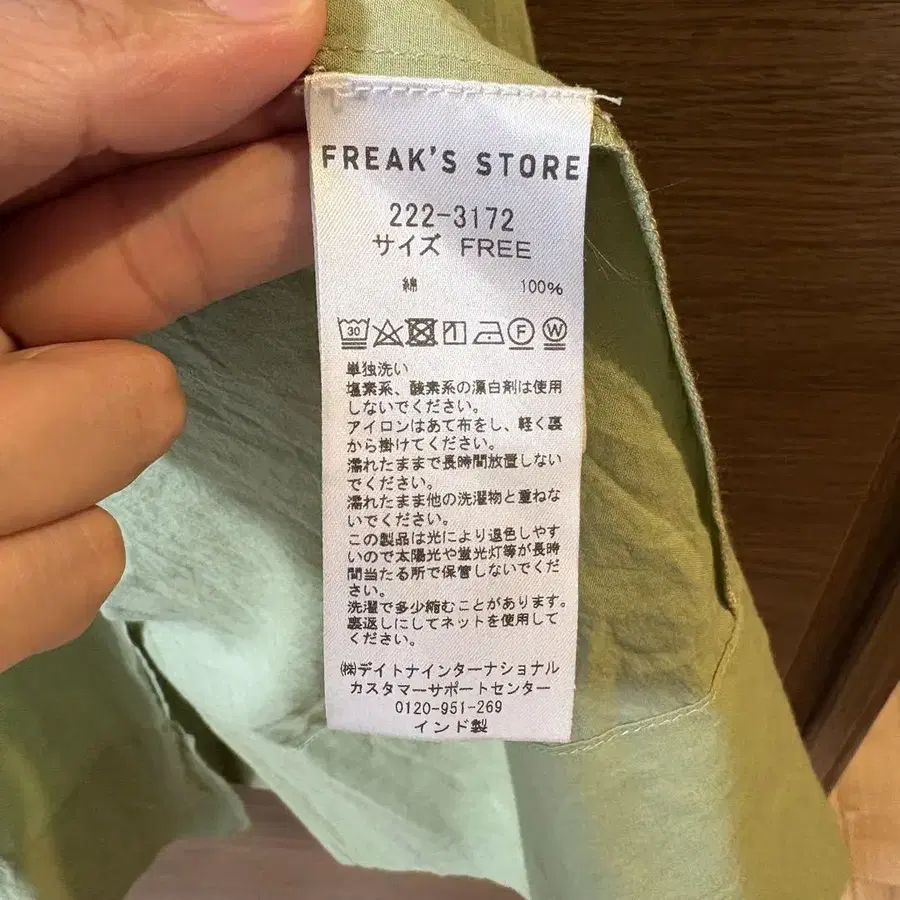 FREAK'S STORE
222-3172
サイズ FREE
綿 100%
30 F W
単独洗い
塩素系、酸素系の漂白剤は使用
しないでください。
アイロンはあて布をし、軽く裏
から掛けてください。
濡れたままで長時間放置しない
でください。
濡れたまま他の洗濯物と重ねな
いでください。
この製品は光により退色しやす
いので太陽光や蛍光灯等が長時
間当たる所で保管しないでくだ
さい。
洗濯で多少縮むことがあります。
裏返しにしてネットを使用して
ください。
㈱デイトナインターナショナル
カスタマーサポートセンター
0120-951-269
インド製